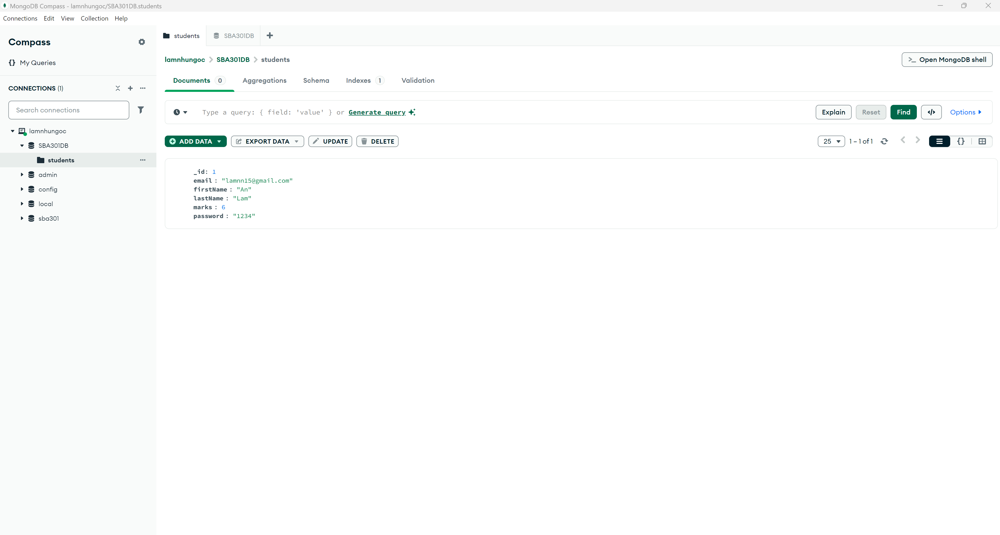 MongoDB Compass - lamnhungoc/SBA301DB.students
Connections Edit View Collection Help
Compass
{} My Queries
CONNECTIONS (1)
Search connections
lamnhungoc
SBA301DB
students
admin
config
local
sba301
students SBA301DB
lamnhungoc > SBA301DB > students
>_ Open MongoDB shell
Documents 0 Aggregations Schema Indexes 1 Validation
Type a query: { field: 'value' } or Generate query
Explain Reset Find </> Options
ADD DATA EXPORT DATA UPDATE DELETE
25 1 – 1 of 1 {}
_id: 1
email : "lamnn15@gmail.com"
firstName : "An"
lastName : "Lam"
marks : 6
password : "1234"